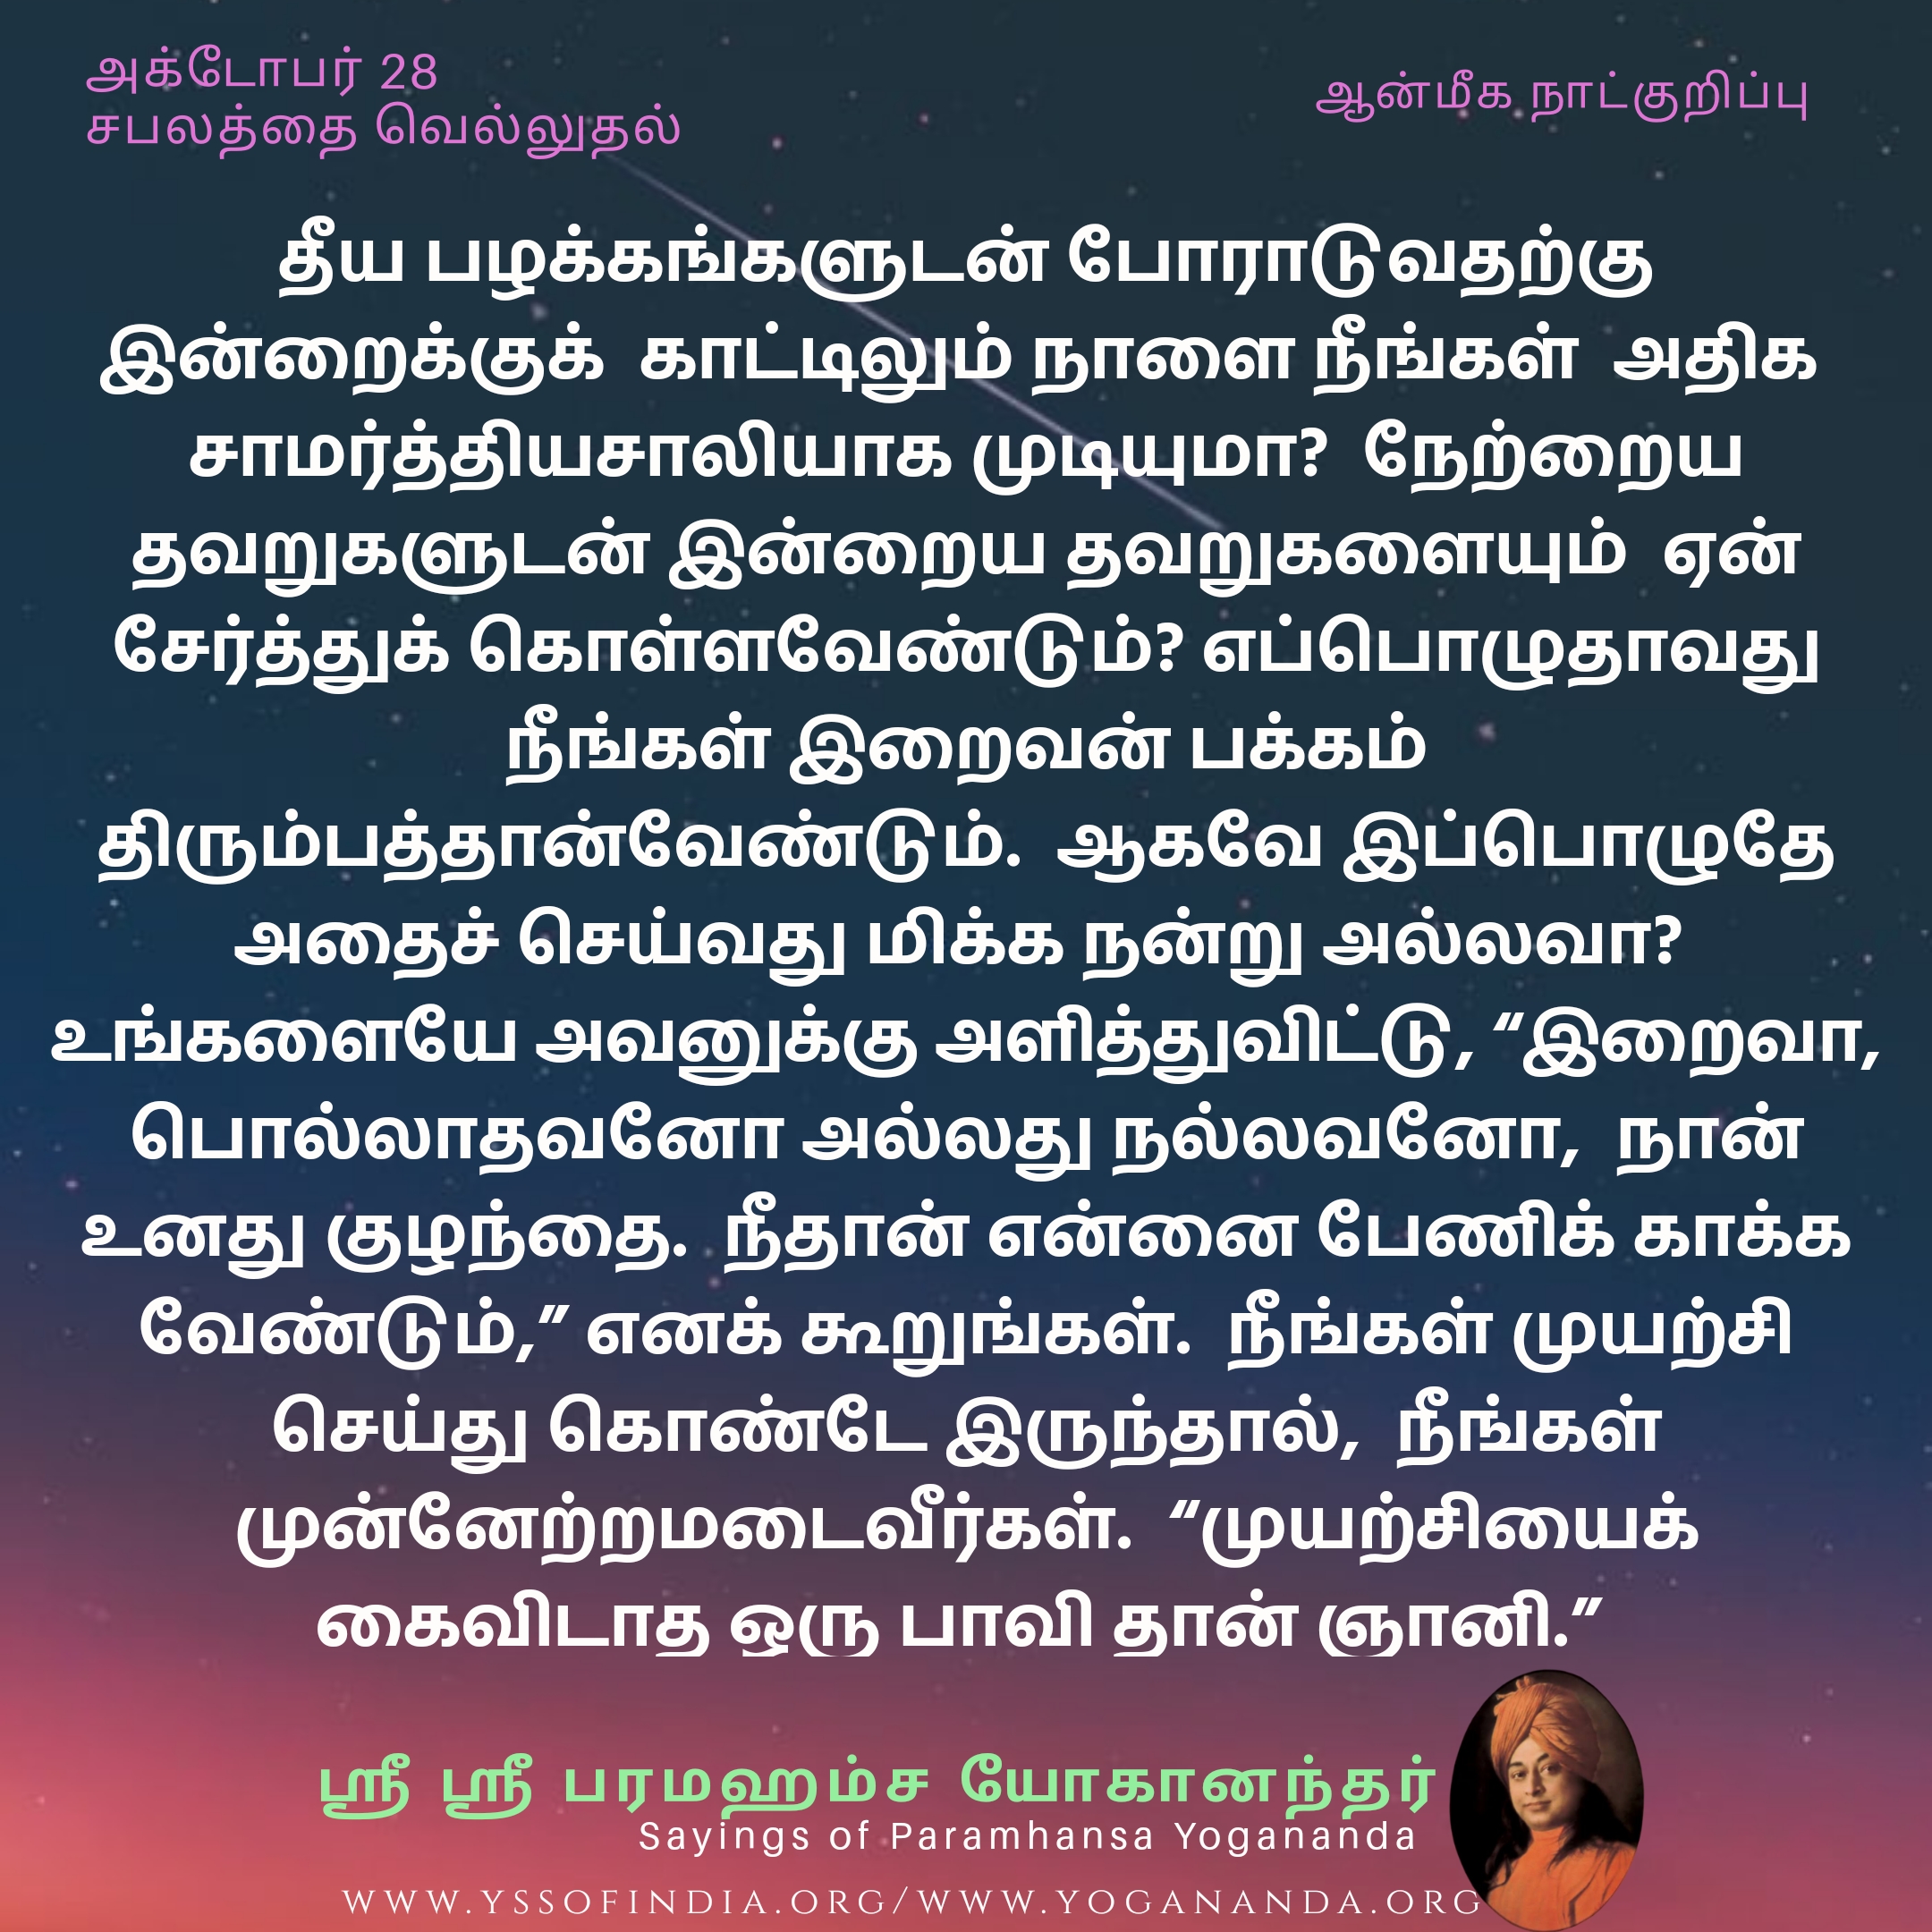 அக்டோபர் 28
சபலத்தை வெல்லுதல்
ஆன்மீக நாட்குறிப்பு
தீய பழக்கங்களுடன் போராடுவதற்கு
இன்றைக்குக் காட்டிலும் நாளை நீங்கள் அதிக
சாமர்த்தியசாலியாக முடியுமா? நேற்றைய
தவறுகளுடன் இன்றைய தவறுகளையும் ஏன்
சேர்த்துக் கொள்ளவேண்டும்? எப்பொழுதாவது
நீங்கள் இறைவன் பக்கம்
திரும்பத்தான்வேண்டும். ஆகவே இப்பொழுதே
அதைச் செய்வது மிக்க நன்று அல்லவா?
உங்களையே அவனுக்கு அளித்துவிட்டு, “இறைவா,
பொல்லாதவனோ அல்லது நல்லவனோ, நான்
உனது குழந்தை. நீதான் என்னை பேணிக் காக்க
வேண்டும்,” எனக் கூறுங்கள். நீங்கள் முயற்சி
செய்து கொண்டே இருந்தால், நீங்கள்
முன்னேற்றமடைவீர்கள். “முயற்சியைக்
கைவிடாத ஒரு பாவி தான் ஞானி.”
ஸ்ரீ ஸ்ரீ பரமஹம்ச யோகானந்தர்
Sayings of Paramhansa Yogananda
WWW.YSSOFINDIA.ORG/WWW.YOGANANDA.ORG